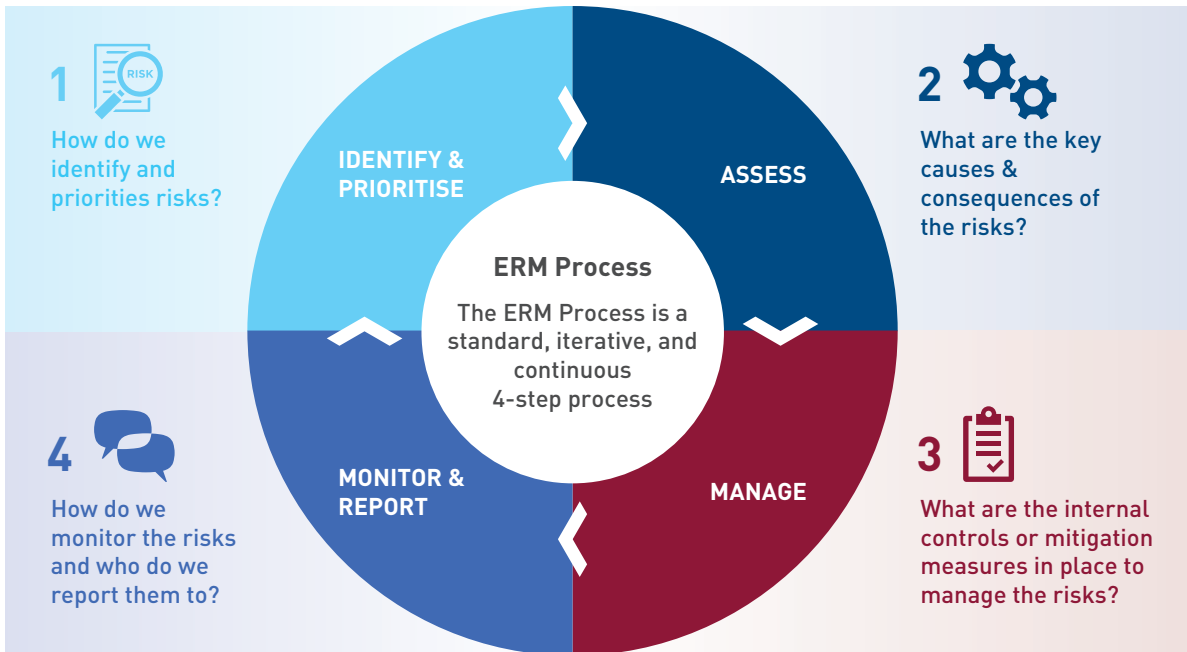 1
RISK
How do we
identify and
priorities risks?
IDENTIFY &
PRIORITISE
ASSESS
2
What are the key
causes &
consequences of
the risks?
ERM Process
The ERM Process is a
standard, iterative, and
continuous
4-step process
4
How do we
monitor the risks
and who do we
report them to?
MONITOR &
REPORT
MANAGE
3
What are the internal
controls or mitigation
measures in place to
manage the risks?